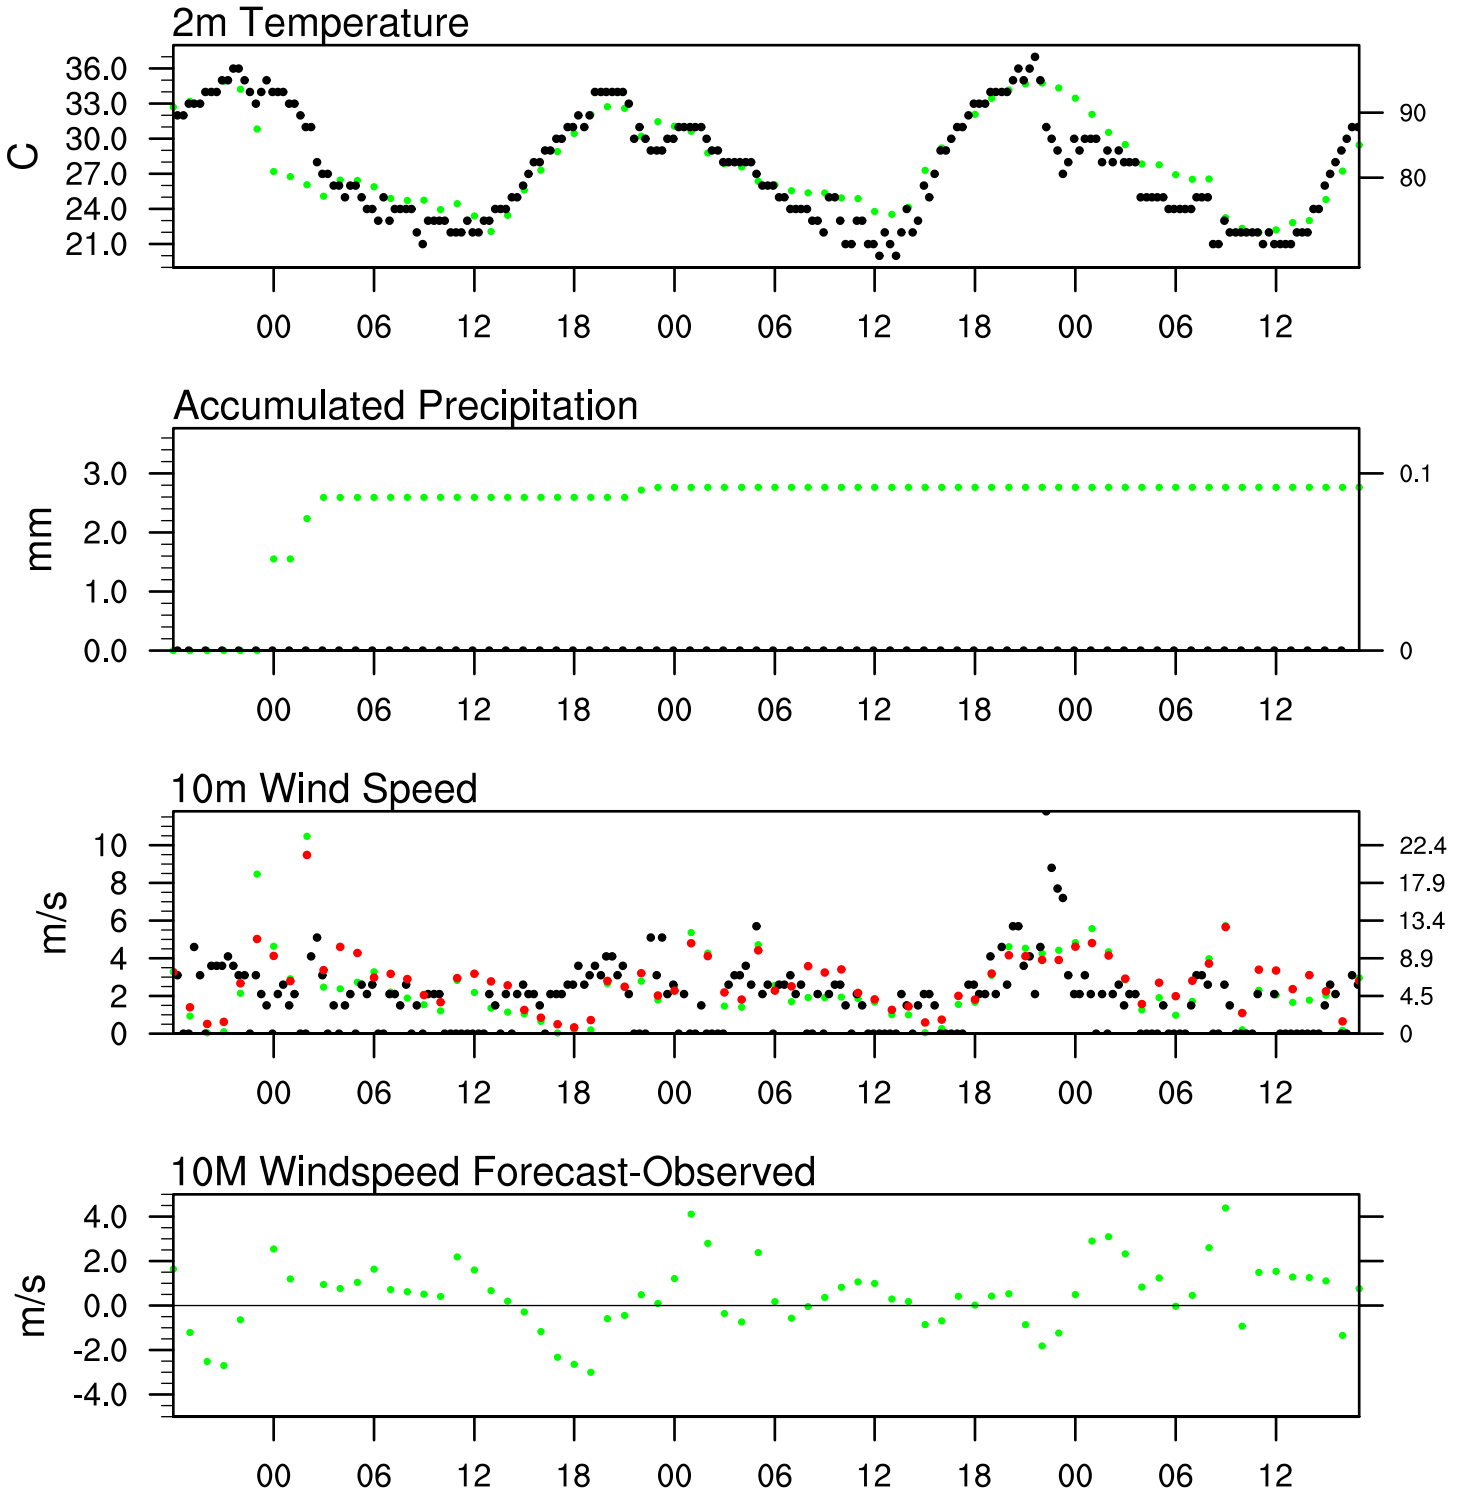 2m Temperature
36.0
33.0
30.0
27.0
24.0
21.0
C
90
80
00 06 12 18 00 06 12 18 00 06 12
Accumulated Precipitation
3.0
2.0
1.0
0.0
mm
0.1
0
00 06 12 18 00 06 12 18 00 06 12
10m Wind Speed
10
8
6
4
2
0
m/s
22.4
17.9
13.4
8.9
4.5
0
00 06 12 18 00 06 12 18 00 06 12
10M Windspeed Forecast-Observed
4.0
2.0
0.0
-2.0
-4.0
m/s
00 06 12 18 00 06 12 18 00 06 12